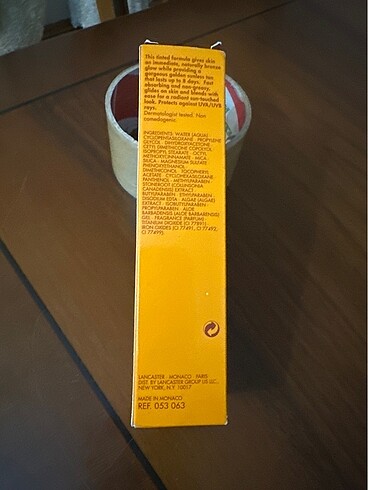 This tinted formula gives skin
an immediate, naturally bronze
glow while providing a
gorgeous golden sunless tan
that lasts up to 5 days. Fast
absorbing and non-greasy,
glides on skin and blends with
ease for a radiant sun-touched
look. Protects against UVA/UVB
rays.
Dermatologist tested. Non
comedogenic.
INGREDIENTS: WATER (AQUA)
CYCLOPENTASILOXANE · PROPYLENE
GLYCOL · DIHYDROXYACETONE
CETYL DIMETHICONE COPOLYOL ·
ISOPROPYL STEARATE · OCTYL
METHOXYCINNAMATE · MICA ·
SILICA · MAGNESIUM SULFATE
PHENOXYETHANOL ·
DIMETHICONOL · TOCOPHERYL
ACETATE · CYCLOHEXASILOXANE
PANTHENOL · METHYLPARABEN ·
STONEROOT (COLLINSONIA
CANADENSIS) EXTRACT ·
BUTYLPARABEN · ETHYLPARABEN ·
DISODIUM EDTA · ALGAE (ALGAE)
EXTRACT · ISOBUTYLPARABEN ·
PROPYLPARABEN · ALOE
BARBADENSIS (ALOE BARBADENSIS)
GEL · FRAGRANCE (PARFUM) ·
TITANIUM DIOXIDE (CI 77891)
IRON OXIDES (CI 77491, CI 77492,
CI 77499).
LANCASTER · MONACO · PARIS
DIST. BY LANCASTER GROUP US LLC.,
NEW YORK, N.Y. 10017
MADE IN MONACO
REF. 053 063